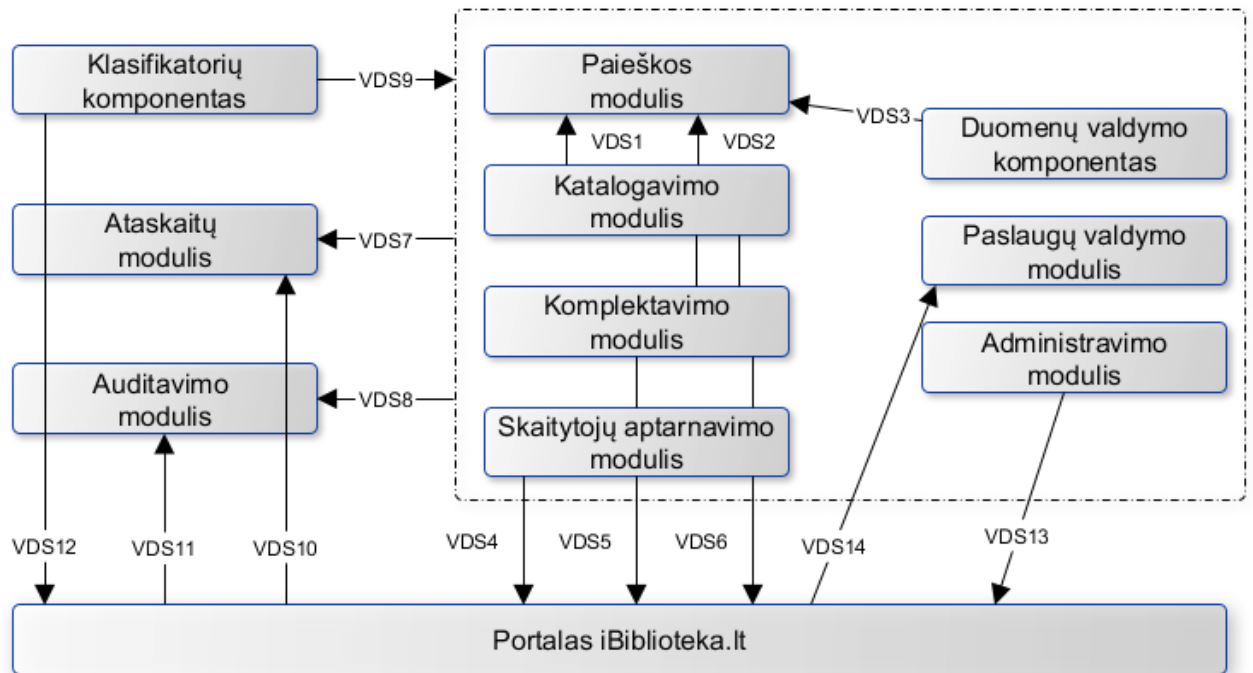 Klasifikatorių
komponentas
VDS9
Paieškos
modulis
VDS3
Duomenų valdymo
komponentas
VDS1
VDS2
Katalogavimo
modulis
Ataskaitų
modulis
VDS7
Paslaugų valdymo
modulis
Komplektavimo
modulis
Administravimo
modulis
Auditavimo
modulis
VDS8
Skaitytojų aptarnavimo
modulis
VDS12
VDS11
VDS10
VDS4
VDS5
VDS6
VDS14
VDS13
Portalas iBiblioteka.lt